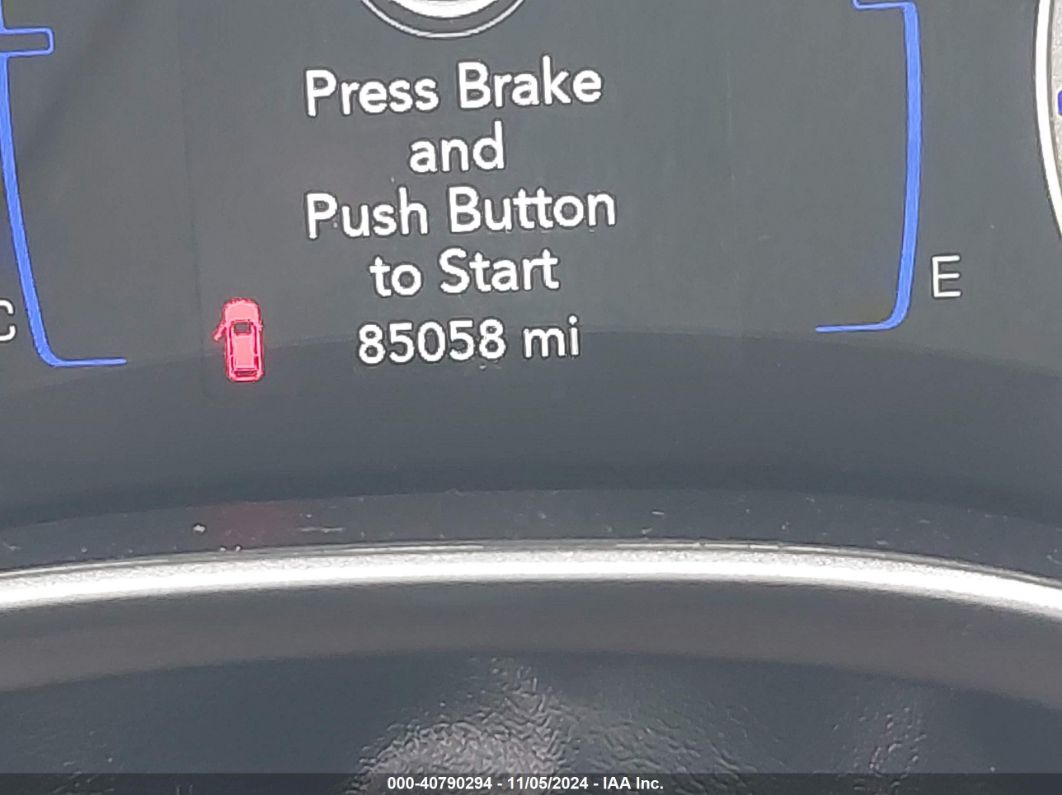 Press Brake
and
Push Button
to Start
E
C
85058 mi
000-40790294 - 11/05/2024 - IAA Inc.